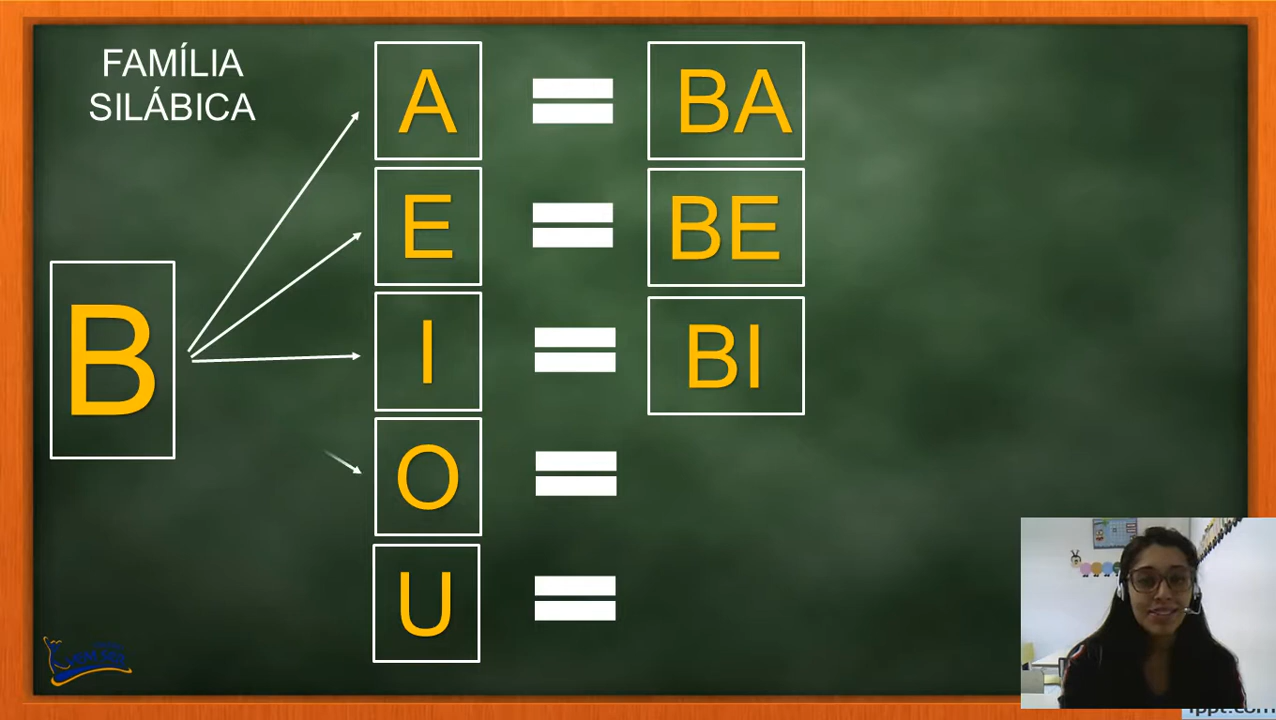 FAMÍLIA
SILÁBICA
A = BA
E = BE
B
I = BI
O =
U =